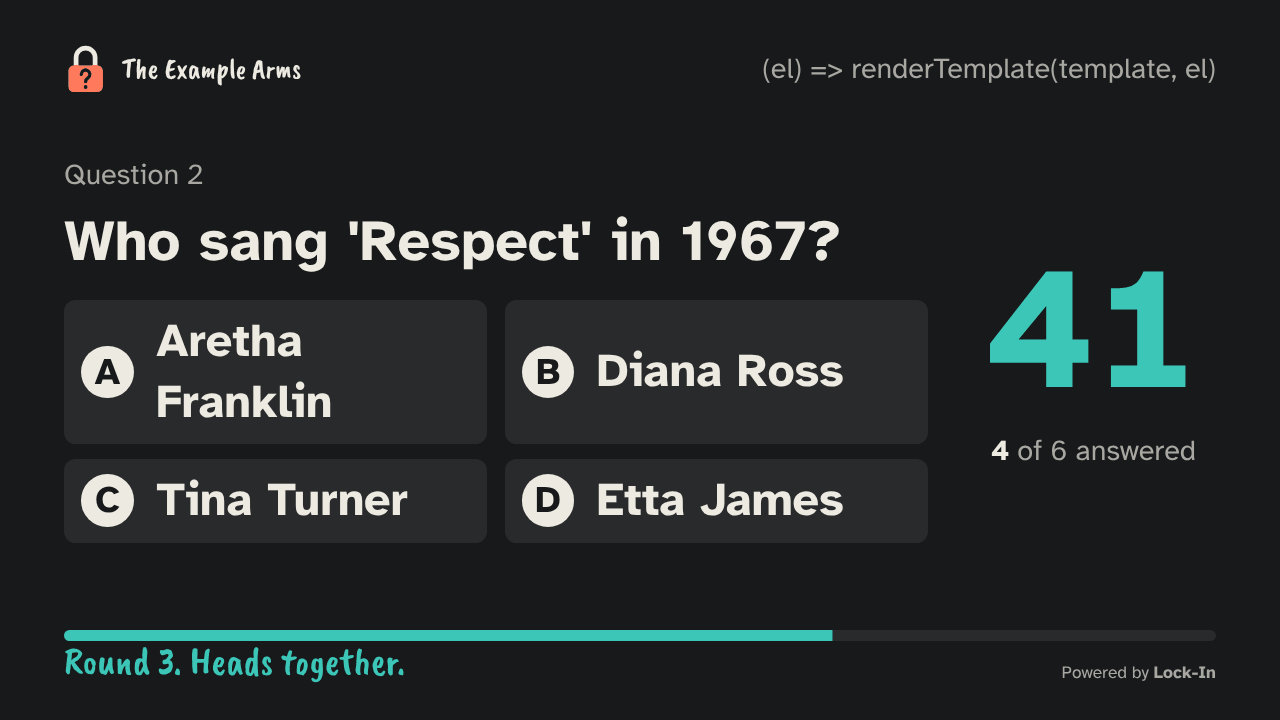 ?
The Example Arms
(el) => renderTemplate(template, el)
Question 2
Who sang 'Respect' in 1967?
A Aretha
Franklin
B Diana Ross
C Tina Turner
D Etta James
41
4 of 6 answered
Round 3. Heads together.
Powered by Lock-In